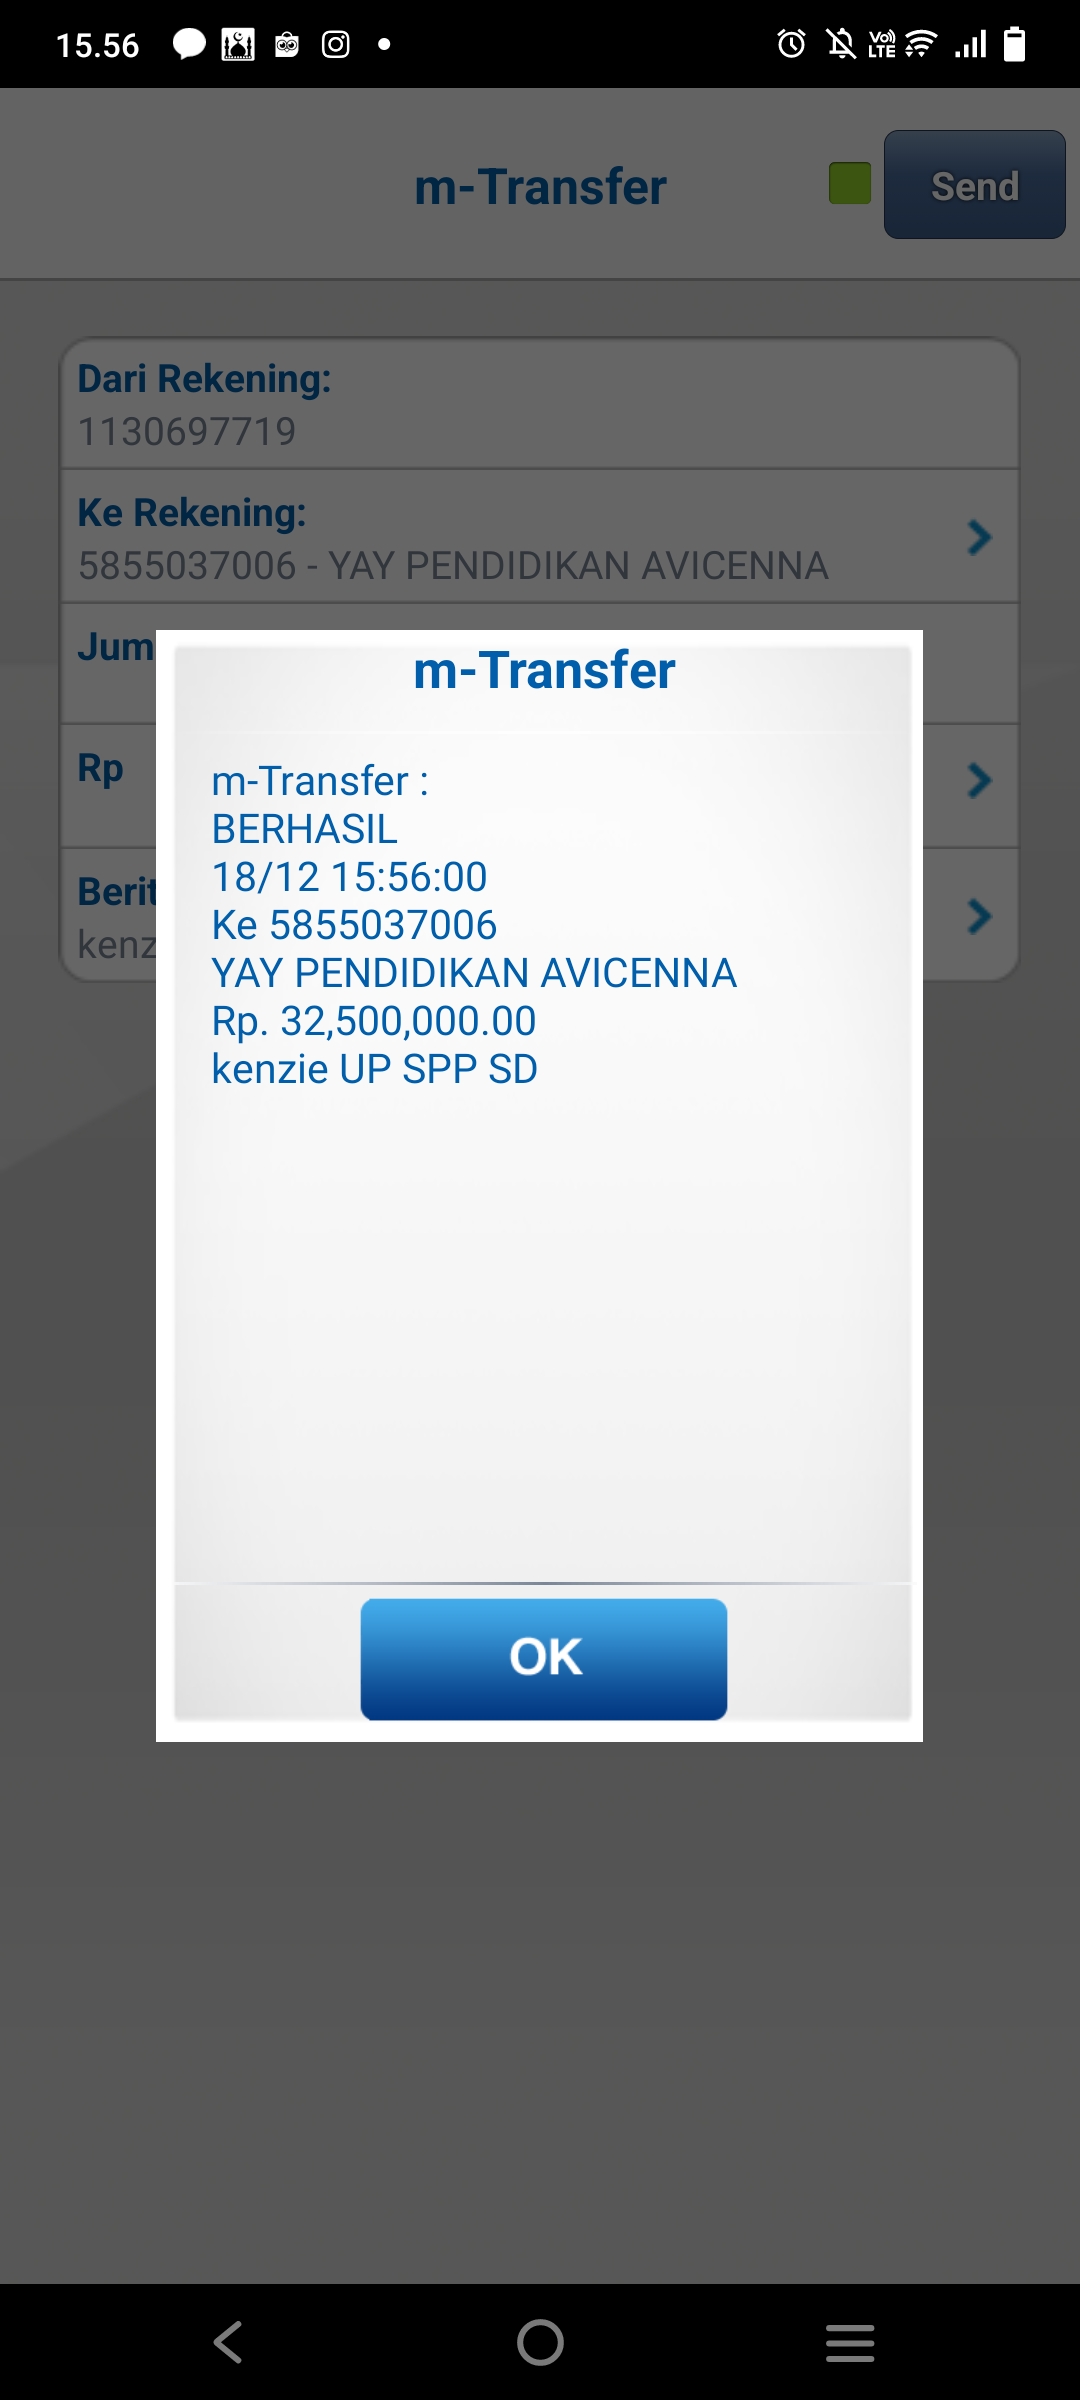 15.56
VoD LTE
m-Transfer
Send
Dari Rekening:
1130697719
Ke Rekening:
5855037006 - YAY PENDIDIKAN AVICENNA
Jum
Rp
Berit
kenz
m-Transfer
m-Transfer :
BERHASIL
18/12 15:56:00
Ke 5855037006
YAY PENDIDIKAN AVICENNA
Rp. 32,500,000.00
kenzie UP SPP SD
OK